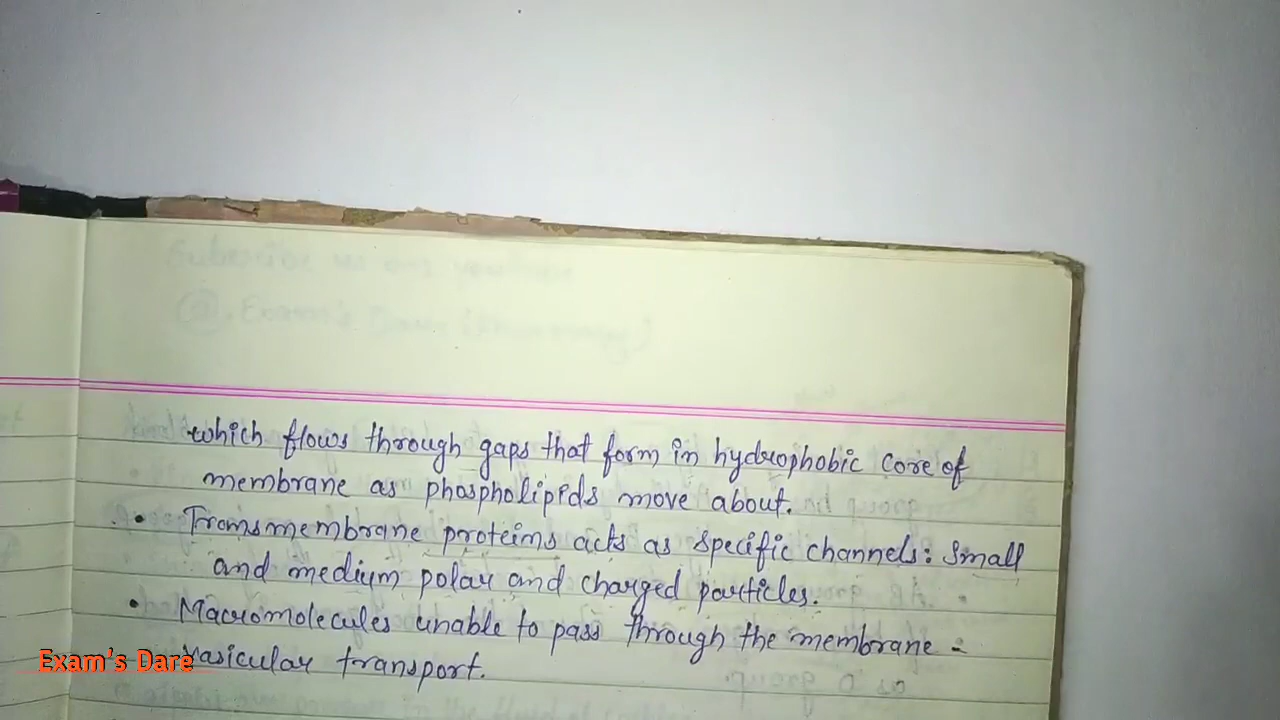 which flows through gaps that form in hydrophobic core of
membrane as phospholipids move about.
• Transmembrane proteins acts as specific channels: Small
and medium polar and charged particles.
• Macromolecules unable to pass through the membrane -
vasicular transport.
Exam's Dare